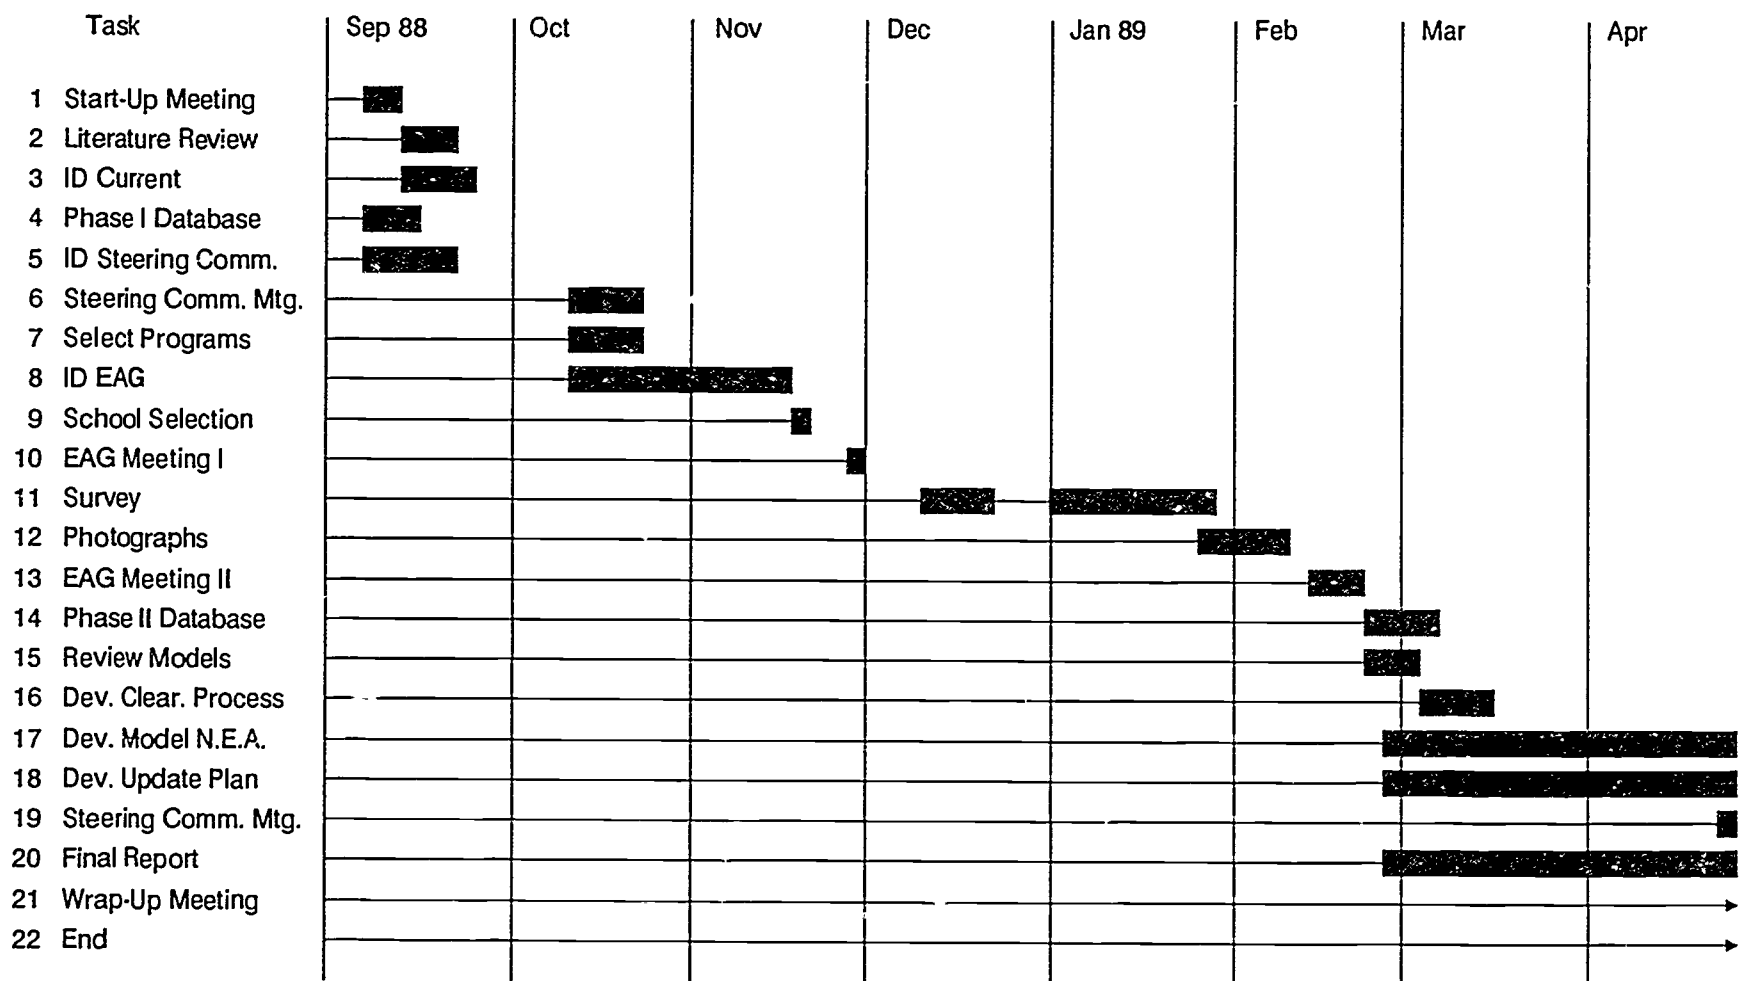 Task Sep 88 Oct Nov Dec Jan 89 Feb Mar Apr
1 Start-Up Meeting
2 Literature Review
3 ID Current
4 Phase I Database
5 ID Steering Comm.
6 Steering Comm. Mtg.
7 Select Programs
8 ID EAG
9 School Selection
10 EAG Meeting I
11 Survey
12 Photographs
13 EAG Meeting II
14 Phase II Database
15 Review Models
16 Dev. Clear. Process
17 Dev. Model N.E.A.
18 Dev. Update Plan
19 Steering Comm. Mtg.
20 Final Report
21 Wrap-Up Meeting
22 End